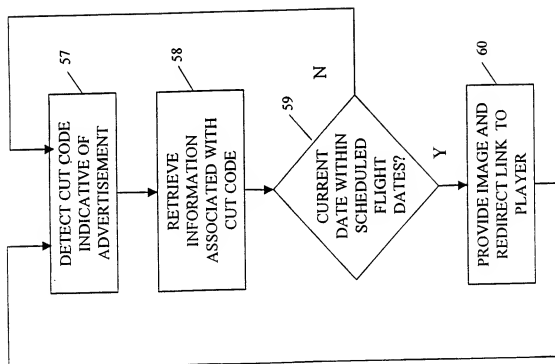 57
DETECT CUT CODE
INDICATIVE OF
ADVERTISEMENT
58
RETRIEVE
INFORMATION
ASSOCIATED WITH
CUT CODE
59
CURRENT
DATE WITHIN
SCHEDULED
FLIGHT
DATES?
N
Y
60
PROVIDE IMAGE AND
REDIRECT LINK TO
PLAYER